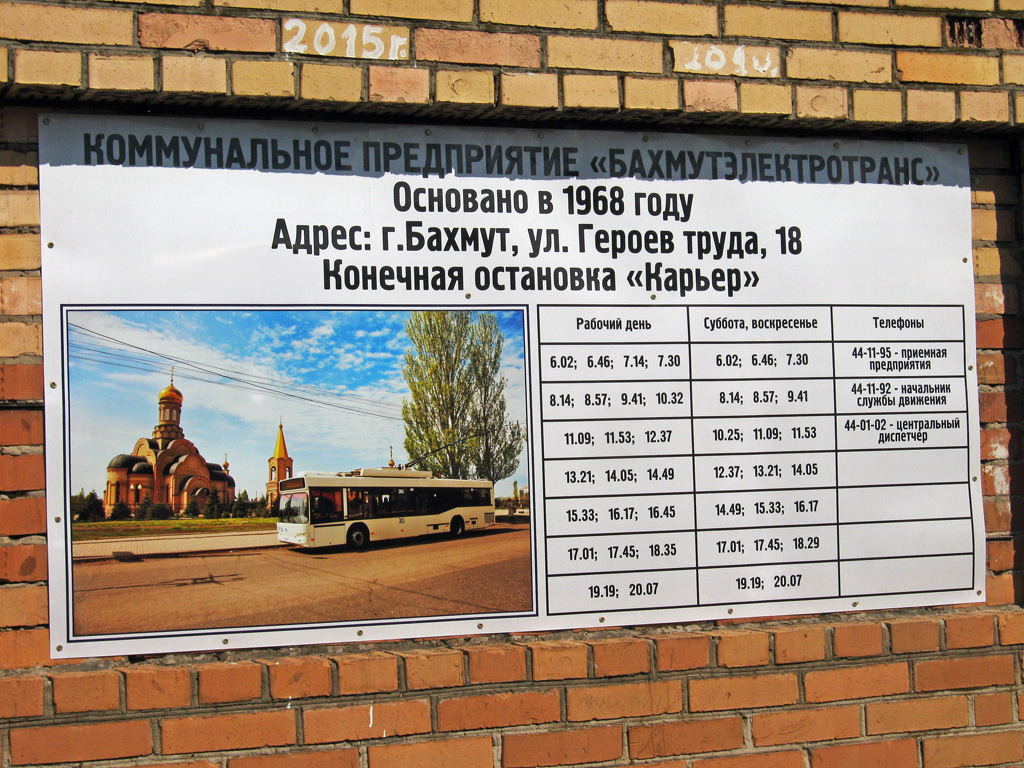 2015г.
КОММУНАЛЬНОЕ ПРЕДПРИЯТИЕ «БАХМУТЭЛЕКТРОТРАНС»
Основано в 1968 году
Адрес: г.Бахмут, ул. Героев труда, 18
Конечная остановка «Карьер»
Рабочий день Суббота, воскресенье Телефоны
6.02; 6.46; 7.14; 7.30 6.02; 6.46; 7.30 44-11-95 - приемная
предприятия
8.14; 8.57; 9.41; 10.32 8.14; 8.57; 9.41 44-11-92 - начальник
службы движения
11.09; 11.53; 12.37 10.25; 11.09; 11.53 44-01-02 - центральный
диспетчер
13.21; 14.05; 14.49 12.37; 13.21; 14.05
15.33; 16.17; 16.45 14.49; 15.33; 16.17
17.01; 17.45; 18.35 17.01; 17.45; 18.29
19.19; 20.07 19.19; 20.07